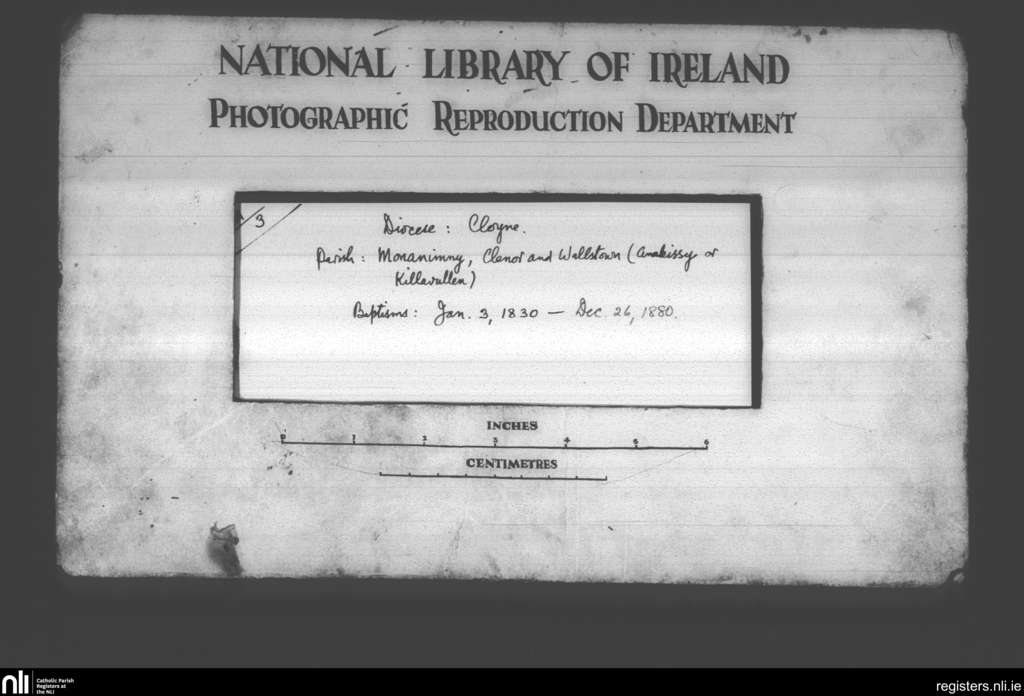 NATIONAL LIBRARY OF IRELAND
PHOTOGRAPHIC REPRODUCTION DEPARTMENT
3
Diocese: Cloyne.
Parish: Monanimny, Clenor and Wallstown (Anakissy or
Killavullen)
Baptisms: Jan. 3, 1830 — Dec. 26, 1880.
INCHES
0 1 2 3 4 5 6
CENTIMETRES
nli Catholic Parish
Registers at
the NLI
registers.nli.ie